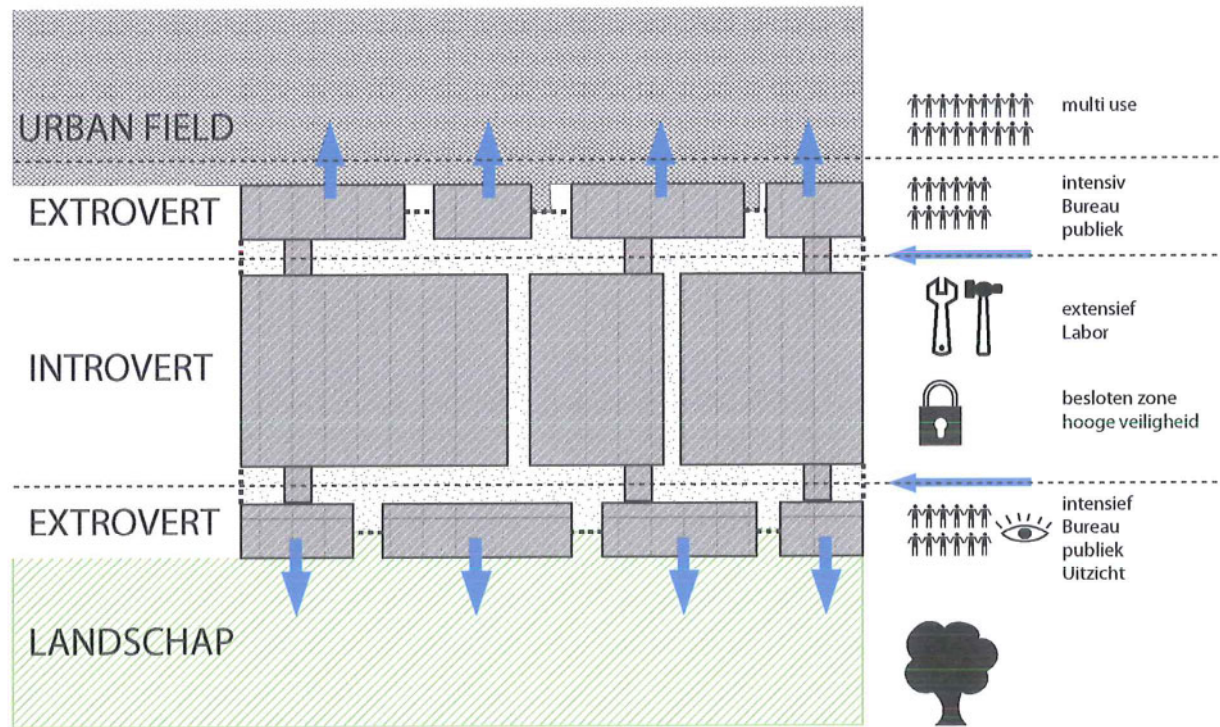 URBAN FIELD
multi use
EXTROVERT
intensiv
Bureau
publiek
INTROVERT
extensief
Labor
besloten zone
hooge veiligheid
EXTROVERT
intensief
Bureau
publiek
Uitzicht
LANDSCHAP